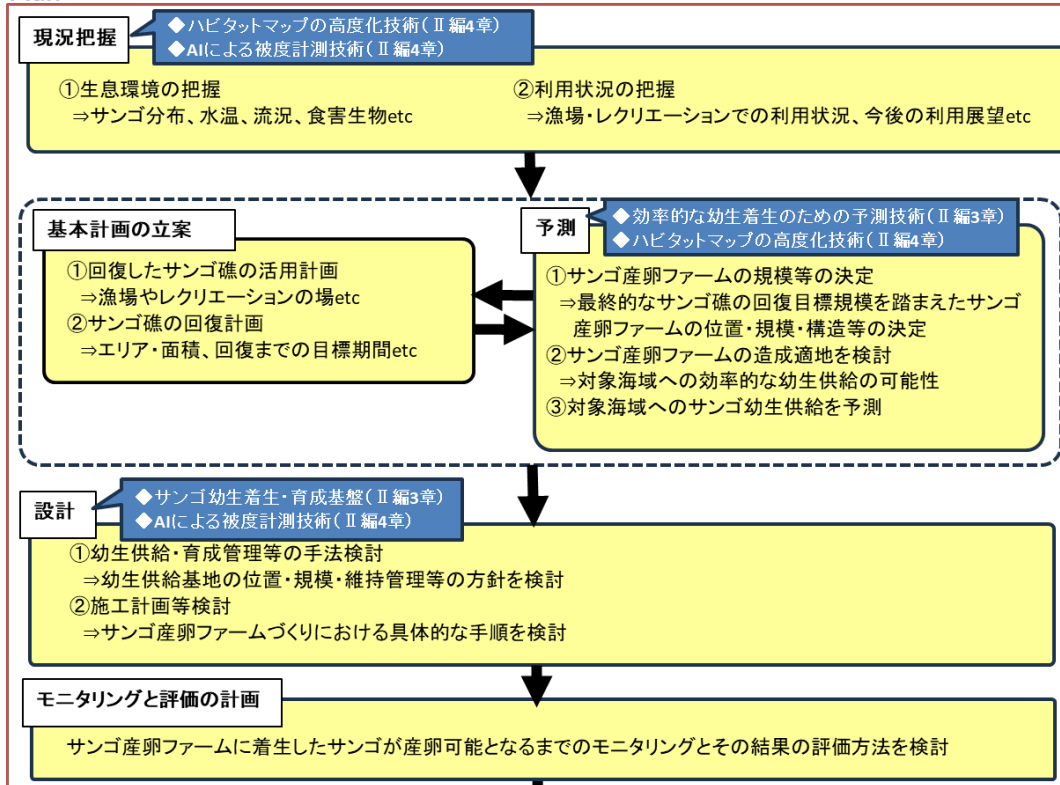 現況把握
◆ハビタットマップの高度化技術(Ⅱ編4章)
◆AIによる被度計測技術(Ⅱ編4章)
①生息環境の把握
⇒サンゴ分布、水温、流況、食害生物etc
②利用状況の把握
⇒漁場・レクリエーションでの利用状況、今後の利用展望etc
基本計画の立案
①回復したサンゴ礁の活用計画
⇒漁場やレクリエーションの場etc
②サンゴ礁の回復計画
⇒エリア・面積、回復までの目標期間etc
予測
◆効率的な幼生着生のための予測技術(Ⅱ編3章)
◆ハビタットマップの高度化技術(Ⅱ編4章)
①サンゴ産卵ファームの規模等の決定
⇒最終的なサンゴ礁の回復目標規模を踏まえたサンゴ
産卵ファームの位置・規模・構造等の決定
②サンゴ産卵ファームの造成適地を検討
⇒対象海域への効率的な幼生供給の可能性
③対象海域へのサンゴ幼生供給を予測
設計
◆サンゴ幼生着生・育成基盤(Ⅱ編3章)
◆AIによる被度計測技術(Ⅱ編4章)
①幼生供給・育成管理等の手法検討
⇒幼生供給基地の位置・規模・維持管理等の方針を検討
②施工計画等検討
⇒サンゴ産卵ファームづくりにおける具体的な手順を検討
モニタリングと評価の計画
サンゴ産卵ファームに着生したサンゴが産卵可能となるまでのモニタリングとその結果の評価方法を検討